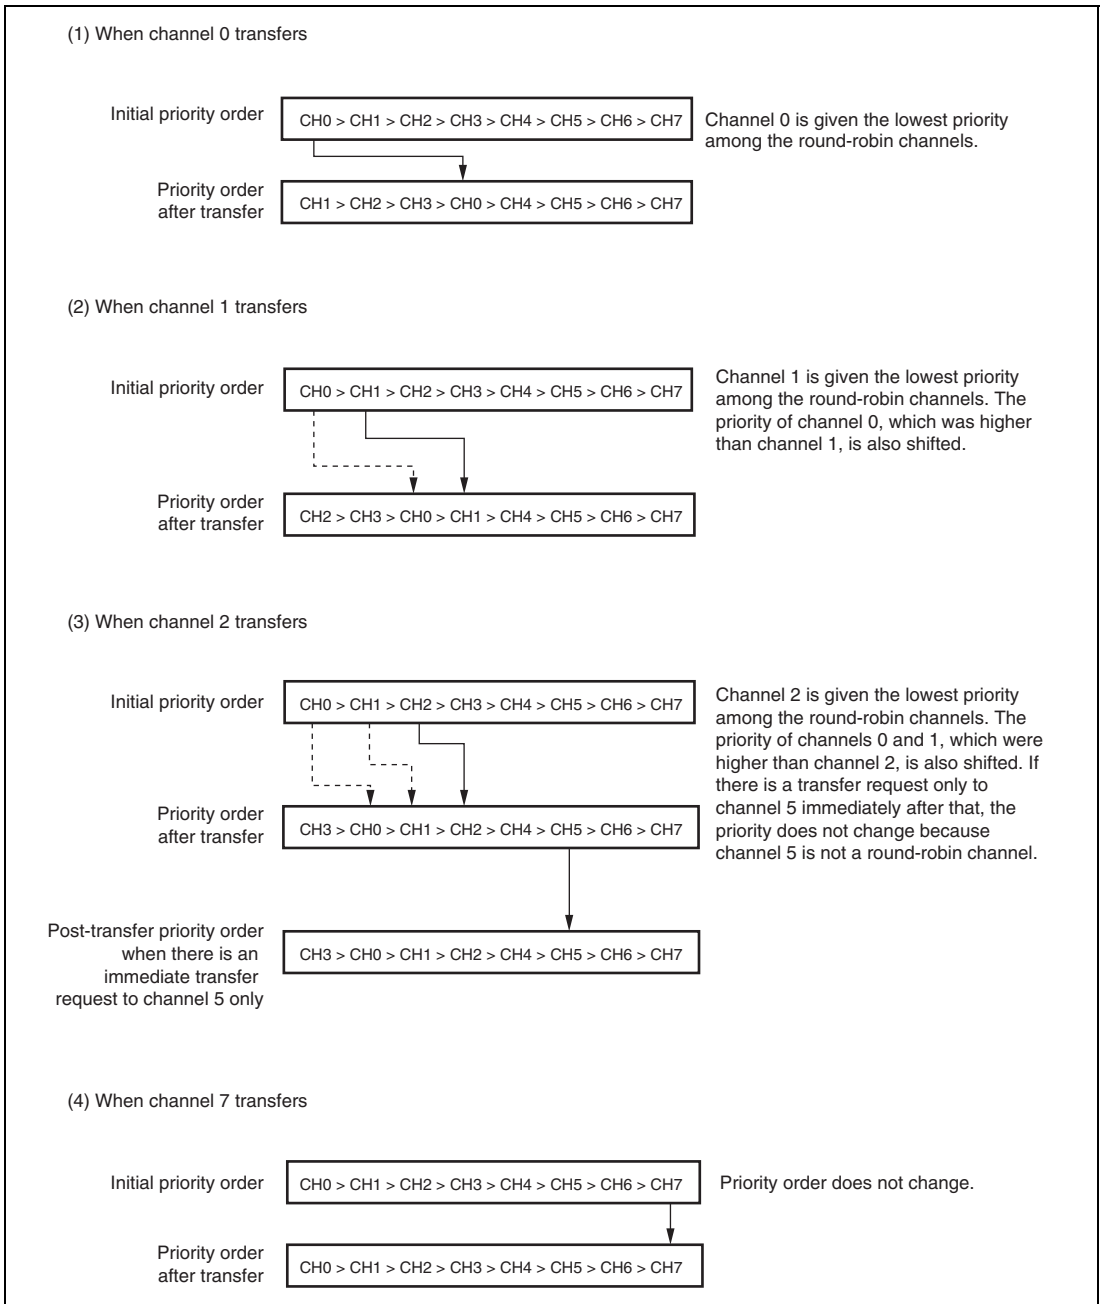 (1) When channel 0 transfers
Initial priority order
CH0 > CH1 > CH2 > CH3 > CH4 > CH5 > CH6 > CH7
Channel 0 is given the lowest priority
among the round-robin channels.
Priority order
after transfer
CH1 > CH2 > CH3 > CH0 > CH4 > CH5 > CH6 > CH7
(2) When channel 1 transfers
Initial priority order
CH0 > CH1 > CH2 > CH3 > CH4 > CH5 > CH6 > CH7
Channel 1 is given the lowest priority
among the round-robin channels. The
priority of channel 0, which was higher
than channel 1, is also shifted.
Priority order
after transfer
CH2 > CH3 > CH0 > CH1 > CH4 > CH5 > CH6 > CH7
(3) When channel 2 transfers
Initial priority order
CH0 > CH1 > CH2 > CH3 > CH4 > CH5 > CH6 > CH7
Channel 2 is given the lowest priority
among the round-robin channels. The
priority of channels 0 and 1, which were
higher than channel 2, is also shifted. If
there is a transfer request only to
channel 5 immediately after that, the
priority does not change because
channel 5 is not a round-robin channel.
Priority order
after transfer
CH3 > CH0 > CH1 > CH2 > CH4 > CH5 > CH6 > CH7
Post-transfer priority order
when there is an
immediate transfer
request to channel 5 only
CH3 > CH0 > CH1 > CH2 > CH4 > CH5 > CH6 > CH7
(4) When channel 7 transfers
Initial priority order
CH0 > CH1 > CH2 > CH3 > CH4 > CH5 > CH6 > CH7
Priority order does not change.
Priority order
after transfer
CH0 > CH1 > CH2 > CH3 > CH4 > CH5 > CH6 > CH7